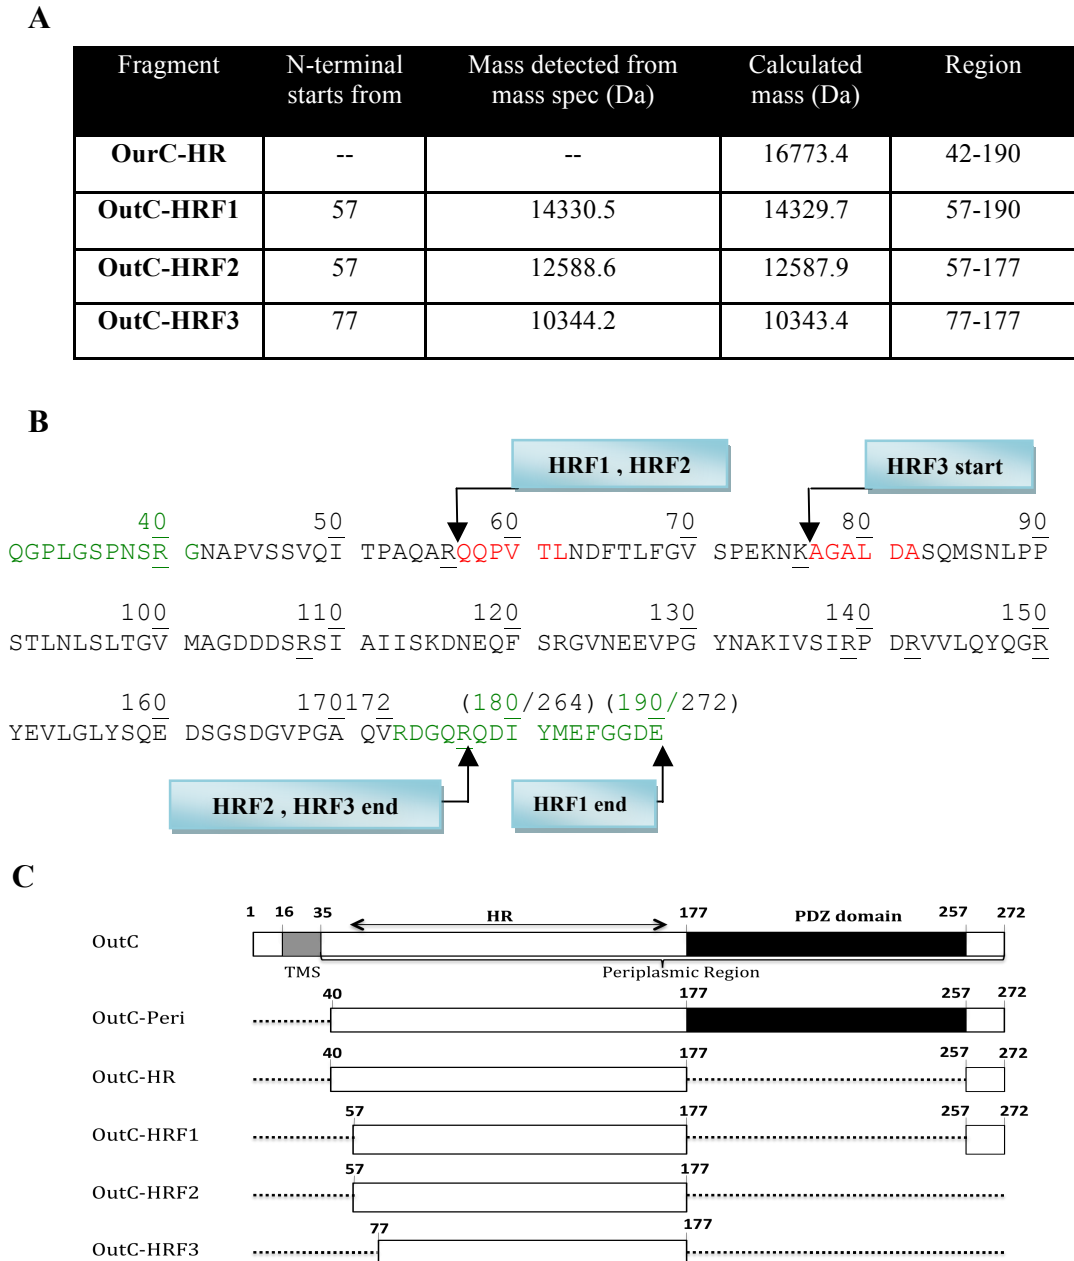 A
Fragment N-terminal starts from Mass detected from mass spec (Da) Calculated mass (Da) Region
OurC-HR -- -- 16773.4 42-190
OutC-HRF1 57 14330.5 14329.7 57-190
OutC-HRF2 57 12588.6 12587.9 57-177
OutC-HRF3 77 10344.2 10343.4 77-177
B
HRF1 , HRF2 HRF3 start
40 50 60 70 80 90
QGPLGSPNSR GNAPVSSVQI TPAQARQQPV TLNDFTLFGV SPEKNKAGAL DASQMSNLPP
100 110 120 130 140 150
STLNLSLTGV MAGDDDSRSI AIISKDNEQF SRGVNEEVPG YNAKIVSIRP DRVVLQYQGR
160 170 172 (180/264) (190/272)
YEVLGLYSQE DSGSDGVPGA QVRDGQRQDI YMEFGGDE
HRF2 , HRF3 end HRF1 end
C
1 16 35 HR 177 PDZ domain 257 272
OutC
TMS Periplasmic Region
40 177 257 272
OutC-Peri
40 177 257 272
OutC-HR
57 177 257 272
OutC-HRF1
57 177
OutC-HRF2
77 177
OutC-HRF3